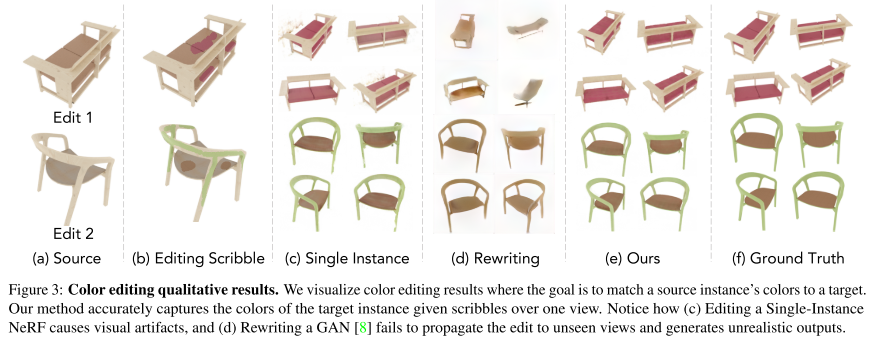 Edit 1
Edit 2
(a) Source (b) Editing Scribble (c) Single Instance (d) Rewriting (e) Ours (f) Ground Truth
Figure 3: Color editing qualitative results. We visualize color editing results where the goal is to match a source instance's colors to a target.
Our method accurately captures the colors of the target instance given scribbles over one view. Notice how (c) Editing a Single-Instance
NeRF causes visual artifacts, and (d) Rewriting a GAN [8] fails to propagate the edit to unseen views and generates unrealistic outputs.